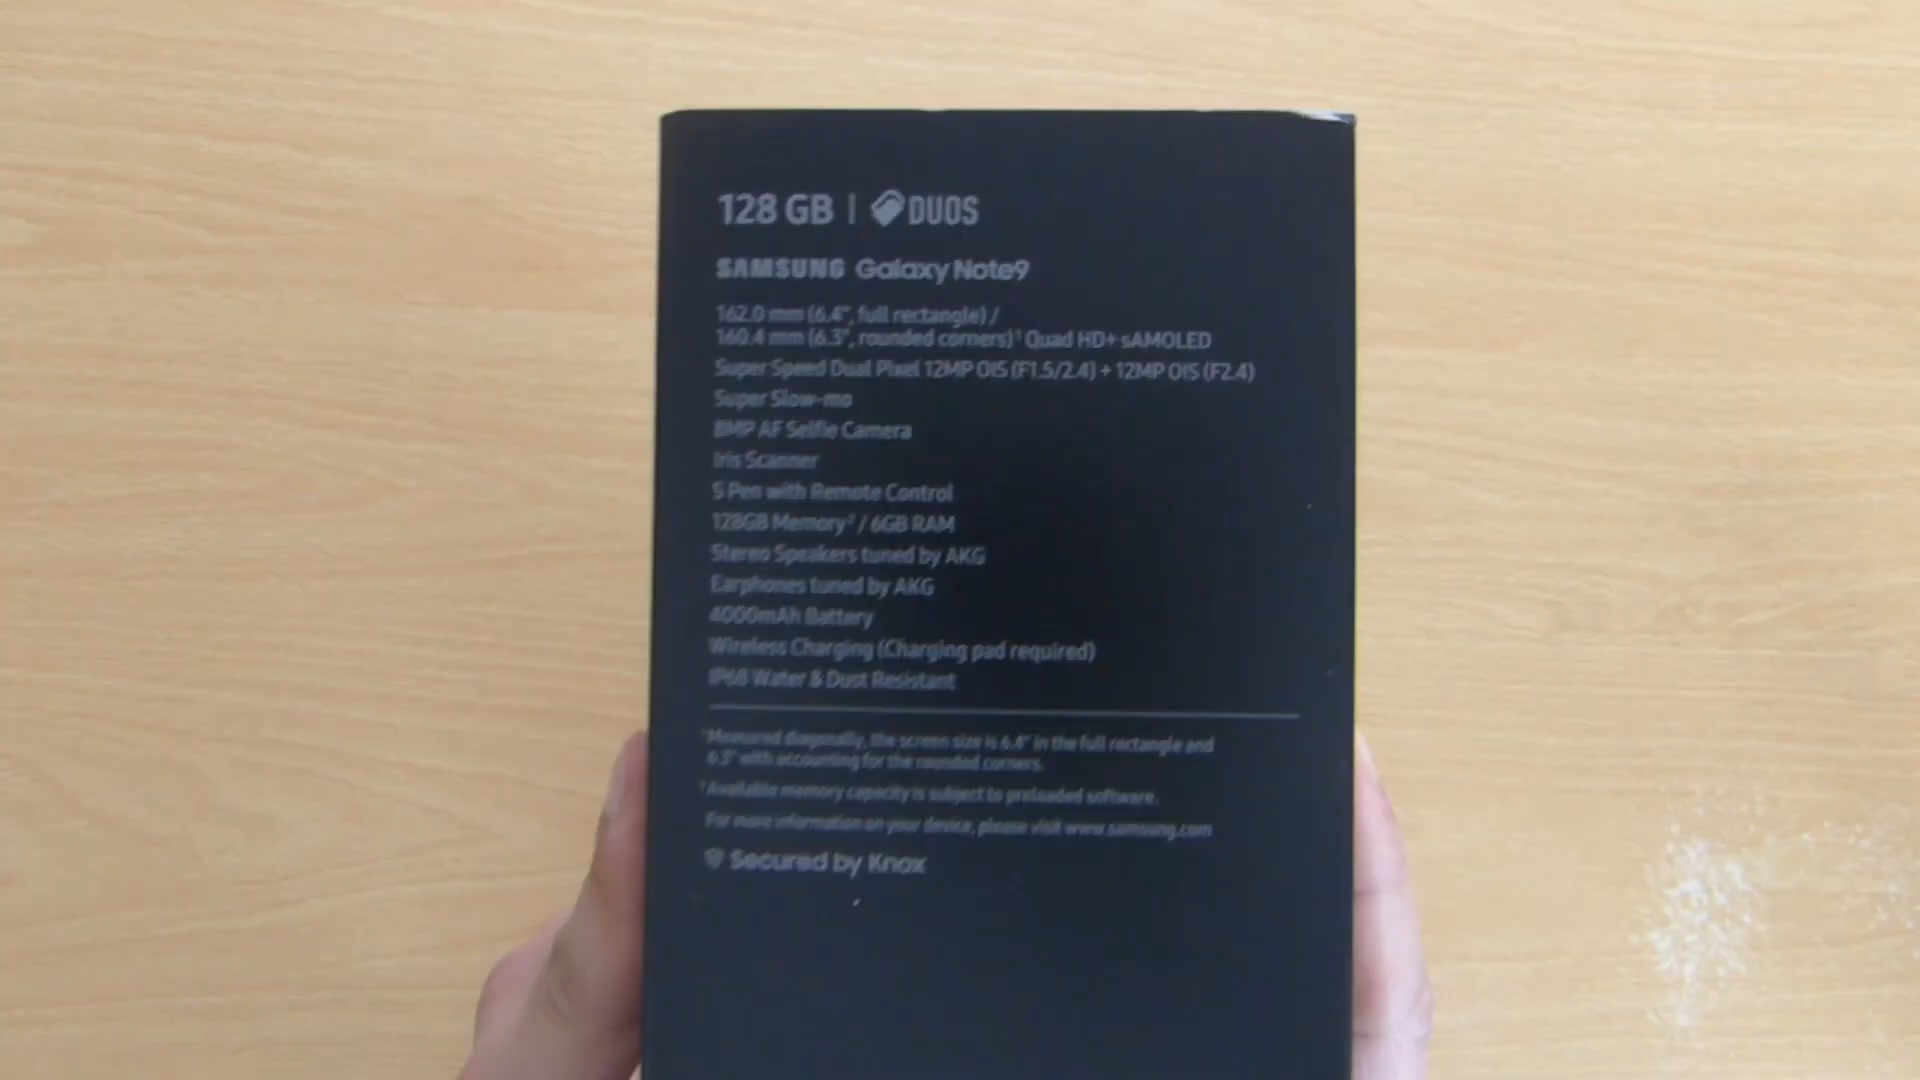 128 GB | DUOS
SAMSUNG Galaxy Note9
162.0 mm (6.4", full rectangle) /
160.4 mm (6.3", rounded corners)¹ Quad HD+ sAMOLED
Super Speed Dual Pixel 12MP OIS (F1.5/2.4) + 12MP OIS (F2.4)
Super Slow-mo
8MP AF Selfie Camera
Iris Scanner
S Pen with Remote Control
128GB Memory² / 6GB RAM
Stereo Speakers tuned by AKG
Earphones tuned by AKG
4000mAh Battery
Wireless Charging (Charging pad required)
IP68 Water & Dust Resistant
¹Measured diagonally, the screen size is 6.4" in the full rectangle and
6.3" with accounting for the rounded corners.
²Available memory capacity is subject to preloaded software.
For more information on your device, please visit www.samsung.com
Secured by Knox